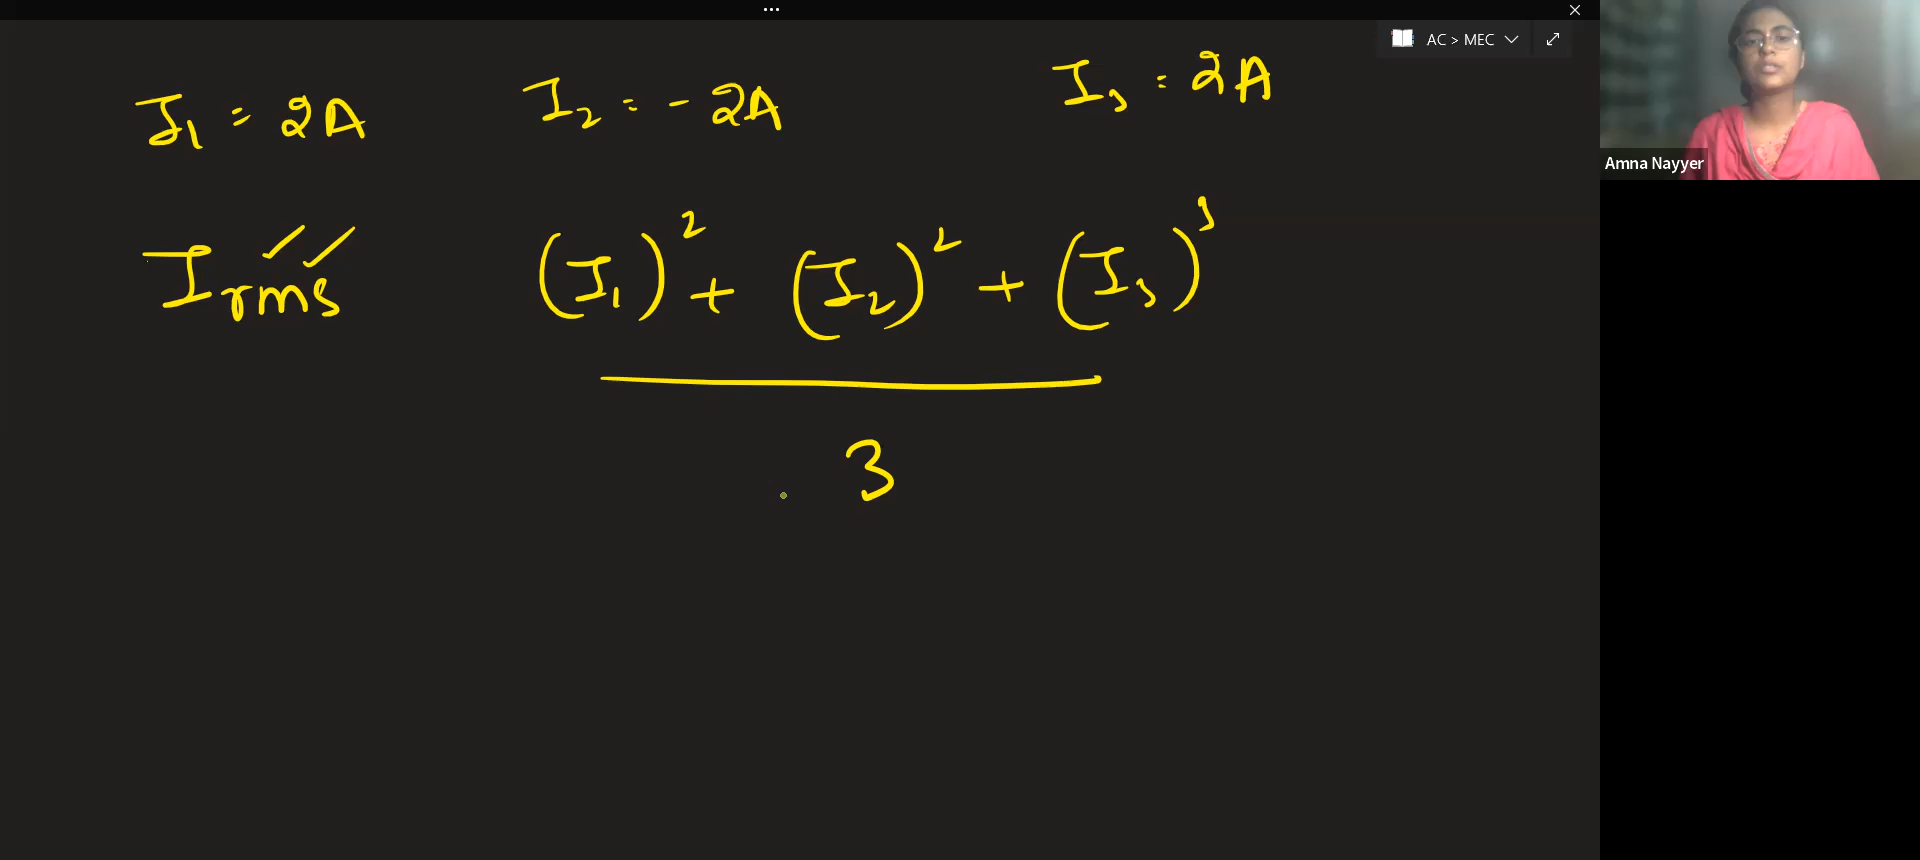 AC > MEC
I₁ = 2A I₂ = - 2A I₃ = 2A
Amna Nayyer
Irms (I₁)² + (I₂)² + (I₃)³
3